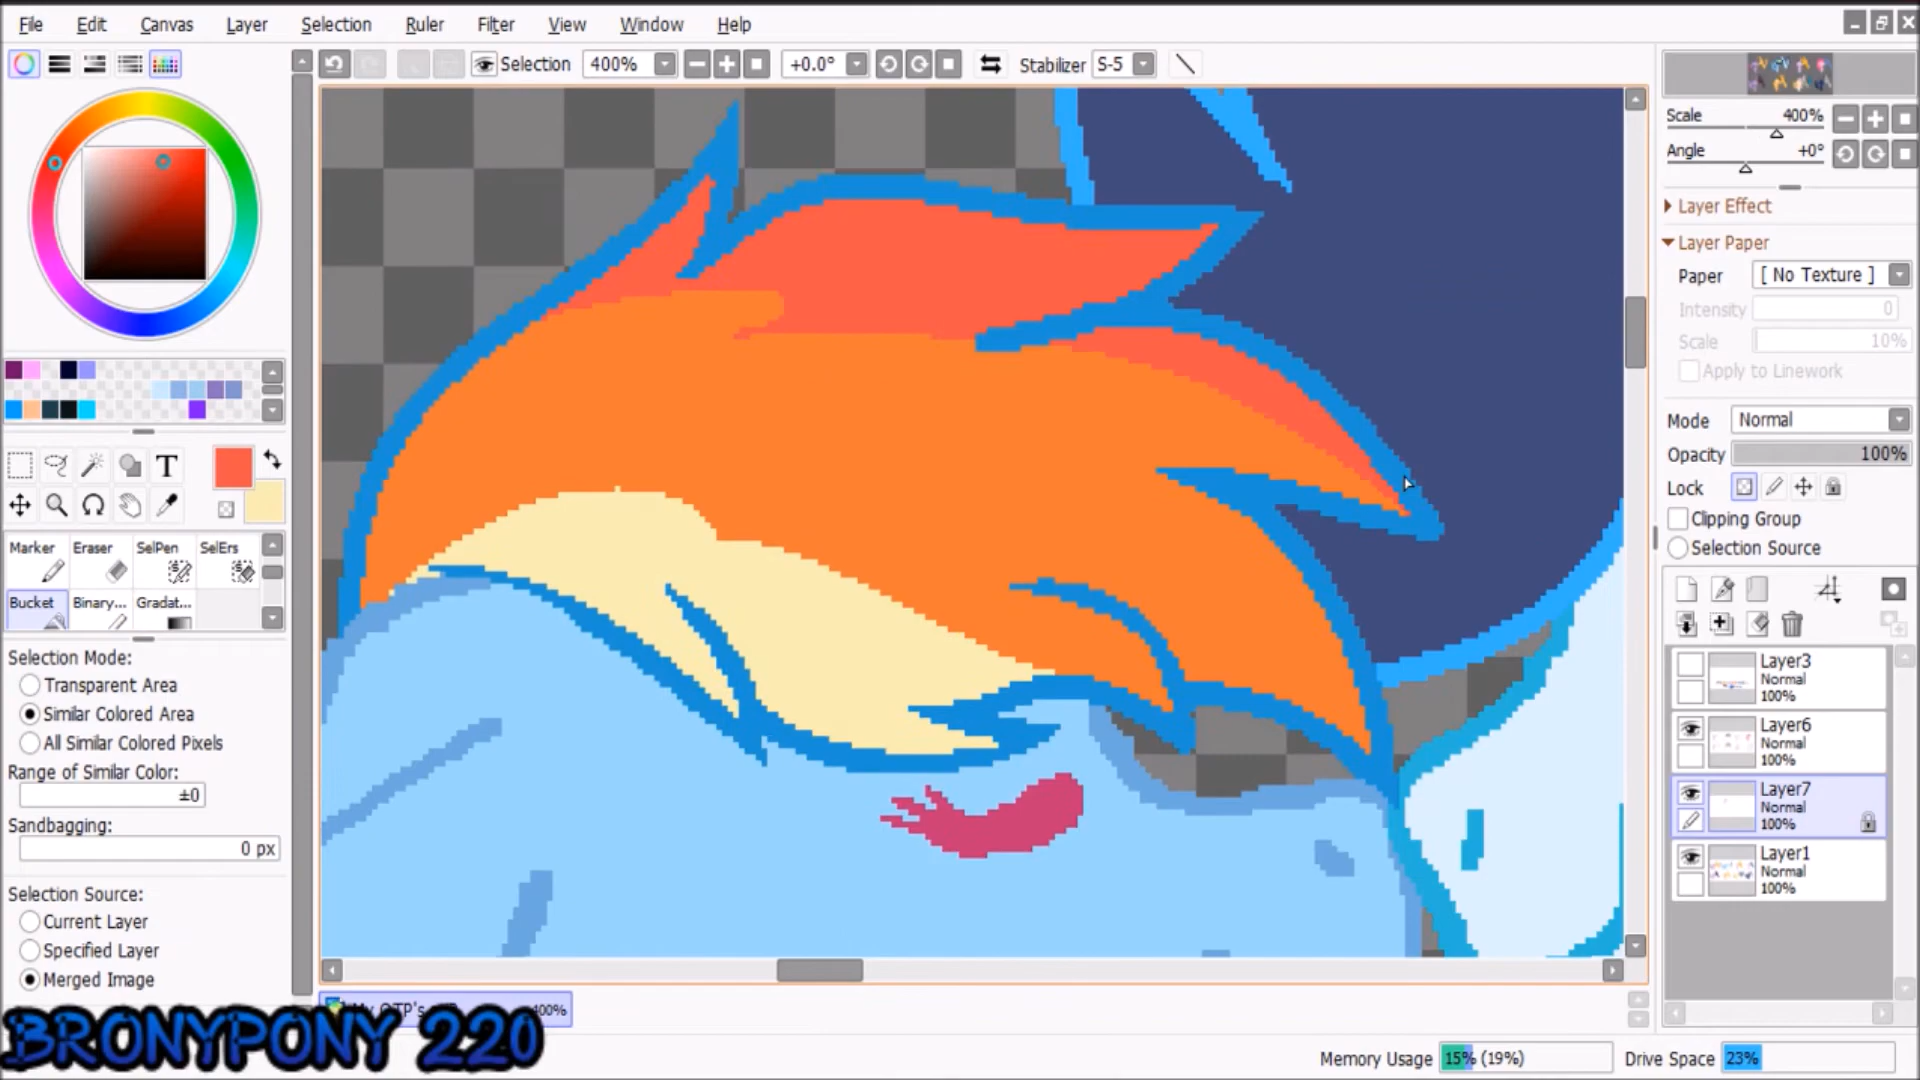 File Edit Canvas Layer Selection Ruler Filter View Window Help
Selection 400% +0.0° Stabilizer S-5
Scale 400%
Angle +0°
Layer Effect
Layer Paper
Paper [ No Texture ]
Intensity 0
Scale 10%
Apply to Linework
Mode Normal
Opacity 100%
Lock
Clipping Group
Selection Source
T
Marker Eraser SelPen SelErs
Bucket Binary... Gradat...
Selection Mode:
Transparent Area
Similar Colored Area
All Similar Colored Pixels
Range of Similar Color:
±0
Sandbagging:
0 px
Selection Source:
Current Layer
Specified Layer
Merged Image
Layer3
Normal
100%
Layer6
Normal
100%
Layer7
Normal
100%
Layer1
Normal
100%
400%
BRONYPONY 220
Memory Usage 15% (19%) Drive Space 23%